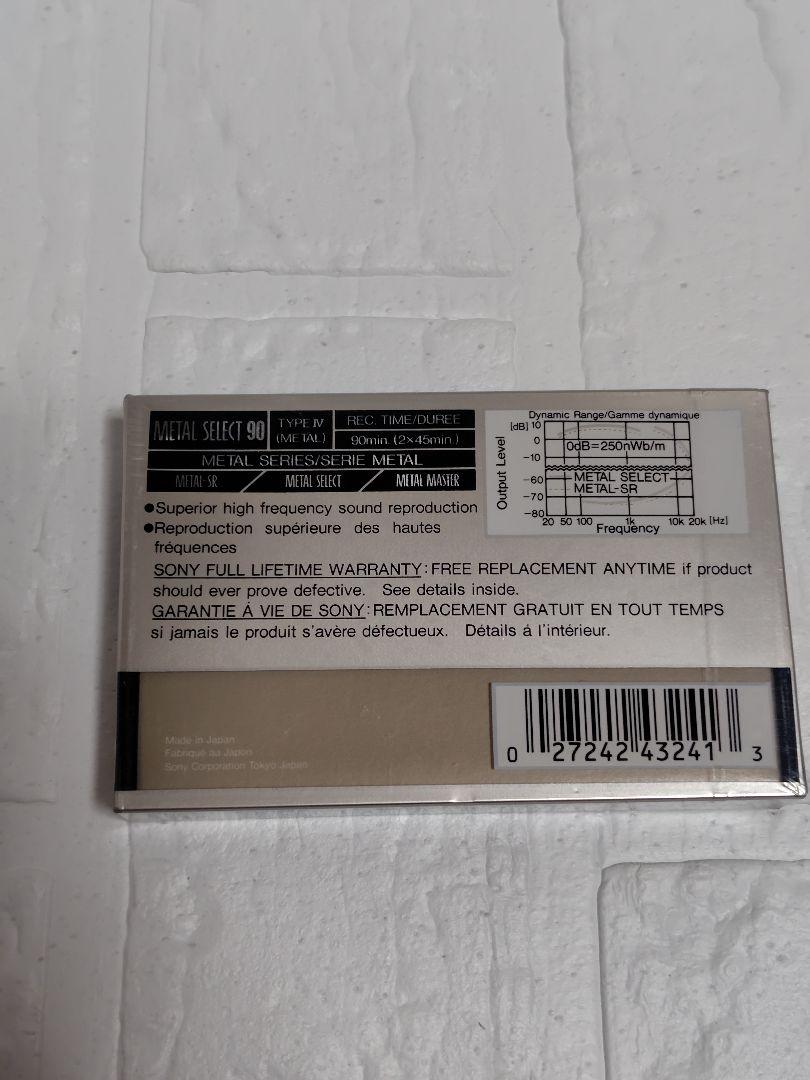 METAL SELECT 90
TYPE IV
(METAL)
REC. TIME/DUREE
90min. (2×45min.)
METAL SERIES/SERIE METAL
METAL-SR / METAL SELECT / METAL MASTER
Dynamic Range/Gamme dynamique
[dB] 10
0
-10
-60
-70
-80
Output Level
0dB=250nWb/m
METAL SELECT
METAL-SR
20 50 100 1k 10k 20k [Hz]
Frequency
●Superior high frequency sound reproduction
●Reproduction supérieure des hautes
fréquences
SONY FULL LIFETIME WARRANTY: FREE REPLACEMENT ANYTIME if product
should ever prove defective. See details inside.
GARANTIE Á VIE DE SONY: REMPLACEMENT GRATUIT EN TOUT TEMPS
si jamais le produit s'avère défectueux. Détails á l'intérieur.
Made in Japan
Fabriqué au Japon
Sony Corporation Tokyo Japan
0 27242 43241 3